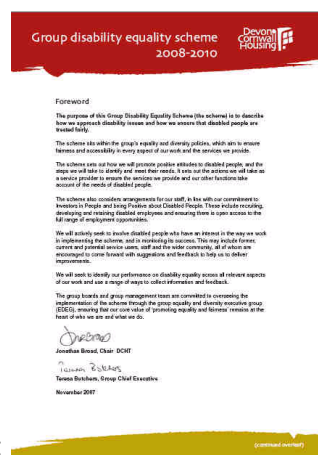 Group disability equality scheme
2008-2010
Devon
Cornwall
Housing
Foreword
The purpose of this Group Disability Equality Scheme (the scheme) is to describe
how we approach disability issues and how we ensure that disabled people are
treated fairly.
The scheme sits within the group's equality and diversity policies, which aim to ensure
fairness and accessibility in every aspect of our work and the services we provide.
The scheme sets out how we will promote positive attitudes to disabled people, and the
steps we will take to identify and meet their needs. It sets out the actions we will take as
a service provider to ensure the services we provide and our other functions take
account of the needs of disabled people.
The scheme also considers arrangements for our staff, in line with our commitment to
Investors in People and being Positive about Disabled People. These include recruiting,
developing and retaining disabled employees and ensuring there is open access to the
full range of employment opportunities.
We will actively seek to involve disabled people who have an interest in the way we work
in implementing the scheme, and in monitoring its success. This may include former,
current and potential service users, staff and the wider community, all of whom are
encouraged to come forward with suggestions and feedback to help us to deliver
improvements.
We will seek to identify our performance on disability equality across all relevant aspects
of our work and use a range of ways to collect information and feedback.
The group boards and group management team are committed to overseeing the
implementation of the scheme through the group equality and diversity executive group
(EDEG), ensuring that our core value of 'promoting equality and fairness' remains at the
heart of who we are and what we do.
Jonathan Broad, Chair DCHT
Teresa Butchers
Teresa Butchers, Group Chief Executive
November 2007
(continued overleaf)